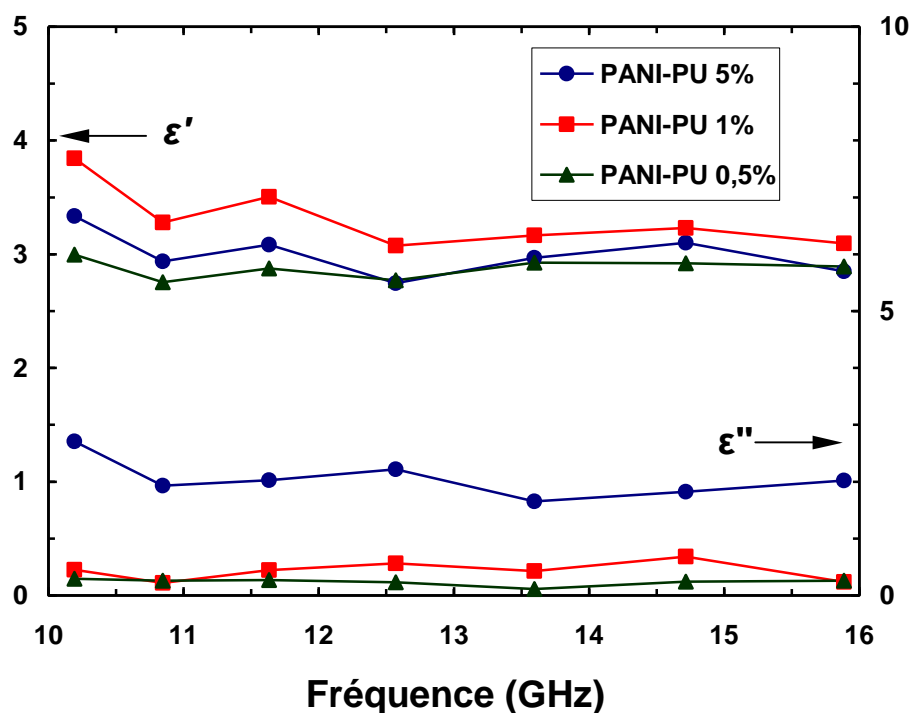 5
10
PANI-PU 5%
PANI-PU 1%
PANI-PU 0,5%
4
ε′
3
5
2
ε"
1
0
0
10 11 12 13 14 15 16
Fréquence (GHz)